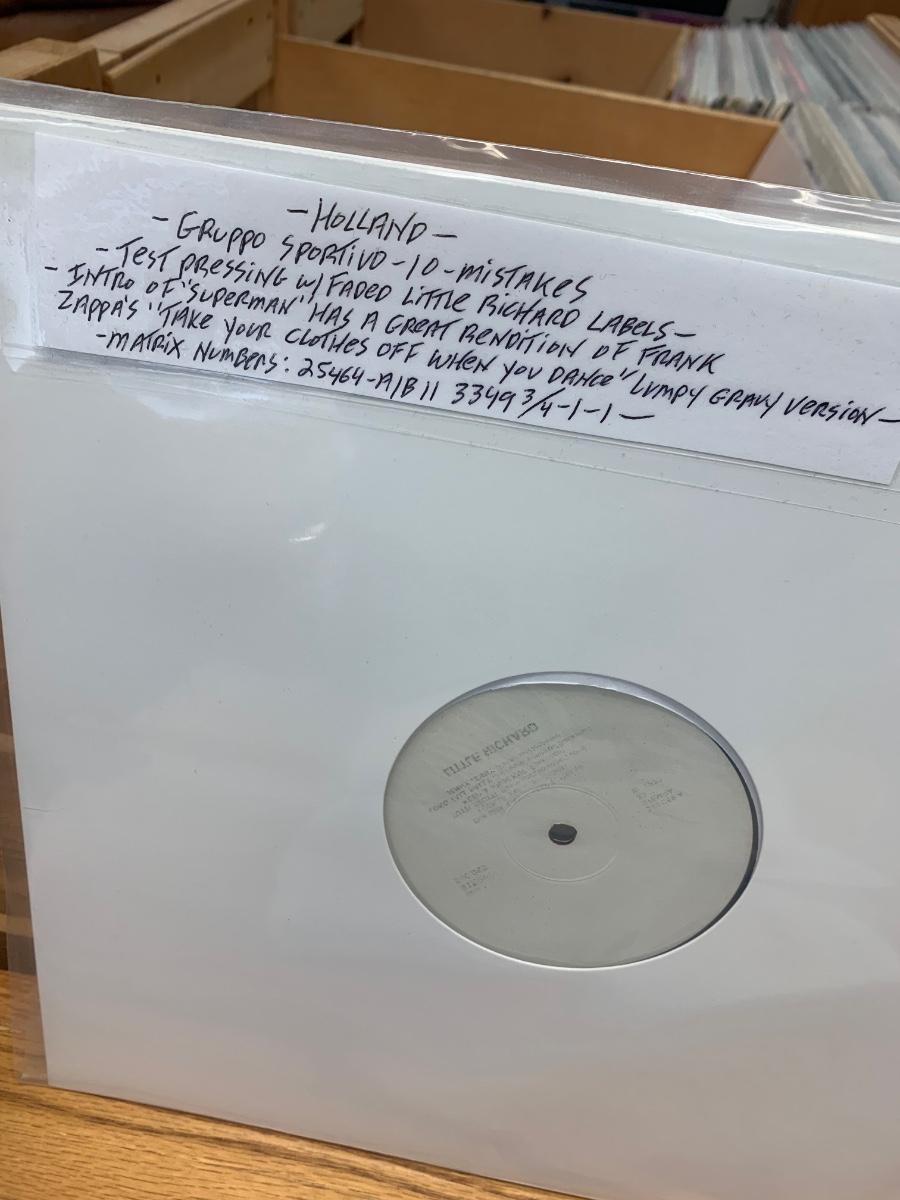 -HOLLAND-
-GRUPPO SPORTIVO-10-MISTAKES
-TEST PRESSING W/ FADED LITTLE RICHARD LABELS-
-INTRO OF "SUPERMAN" HAS A GREAT RENDITION OF FRANK
ZAPPA'S "TAKE YOUR CLOTHES OFF WHEN YOU DANCE" LUMPY GRAVY VERSION-
-MATRIX NUMBERS: 25464-A/B 11 3349 3/4-1-1-
LITTLE RICHARD